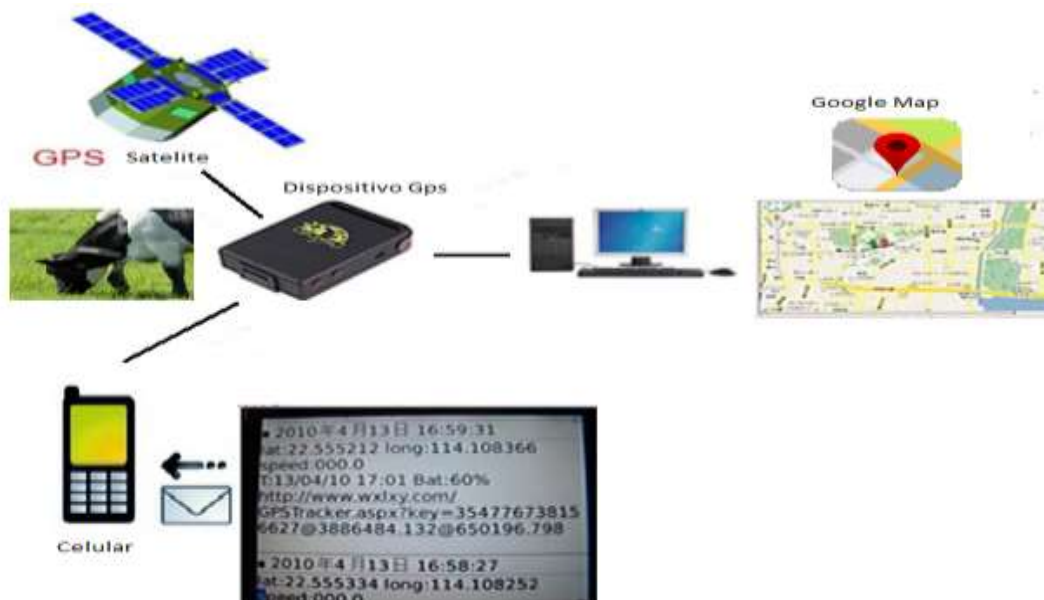 Google Map
GPS Satelite
Dispositivo Gps
Celular
2010年4月13日 16:59:31
lat:22.555212 long:114.108366
speed:000.0
T:13/04/10 17:01 Bat:60%
http://www.wxlxy.com/
GPSTracker.aspx?key=35477673815
6627@3886484.132@650196.798
2010年4月13日 16:58:27
lat:22.555334 long:114.108252
speed:000.0